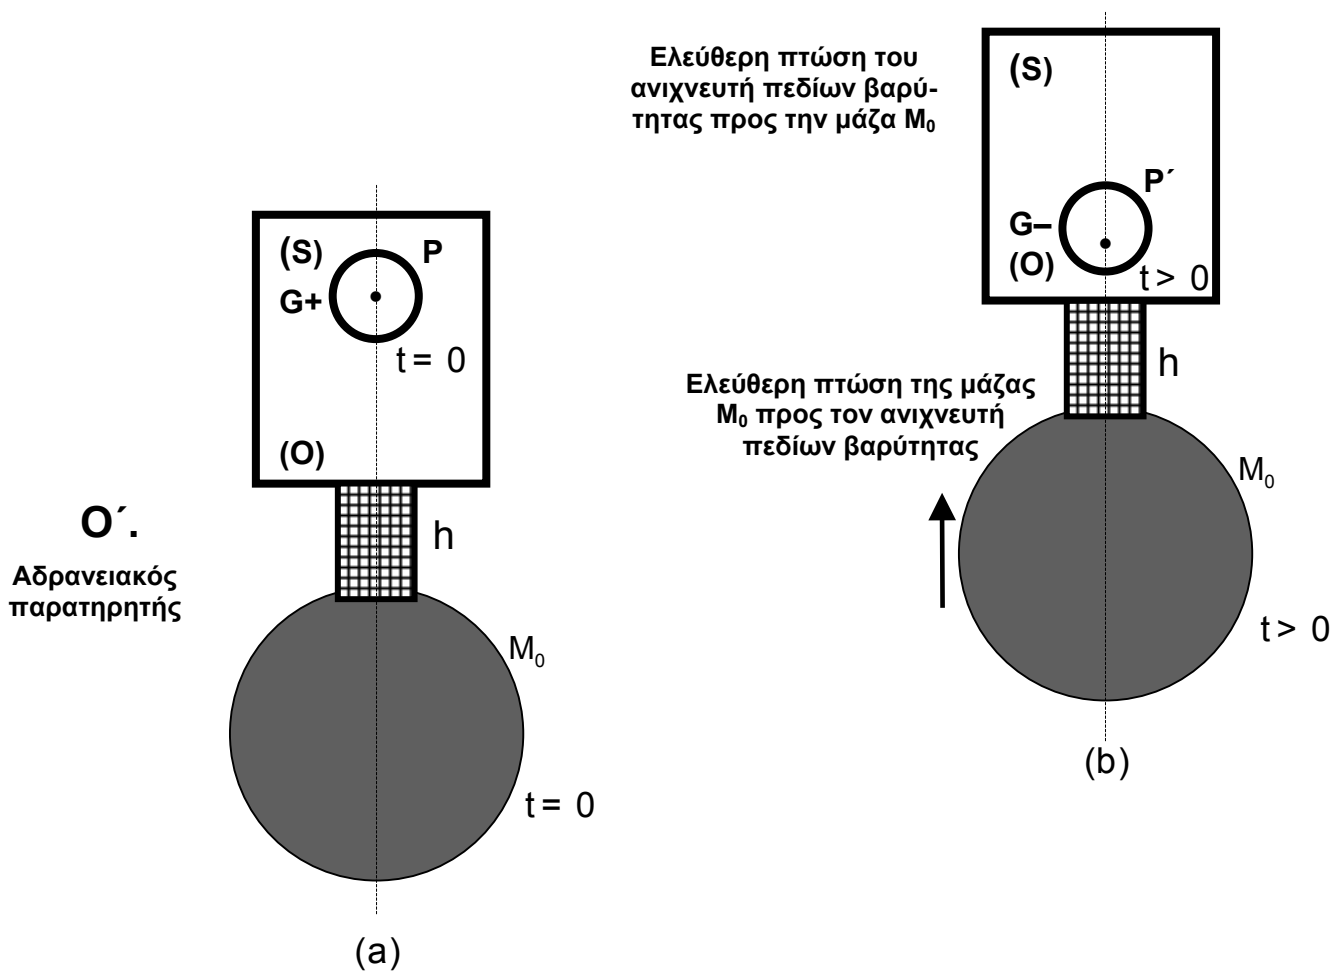 (S)
P
G+
t = 0
(O)
h
Ο´.
Αδρανειακός
παρατηρητής
M₀
t = 0
(a)
Ελεύθερη πτώση του
ανιχνευτή πεδίων βαρύ-
τητας προς την μάζα M₀
(S)
P´
G–
(O)
t > 0
h
Ελεύθερη πτώση της μάζας
M₀ προς τον ανιχνευτή
πεδίων βαρύτητας
M₀
t > 0
(b)